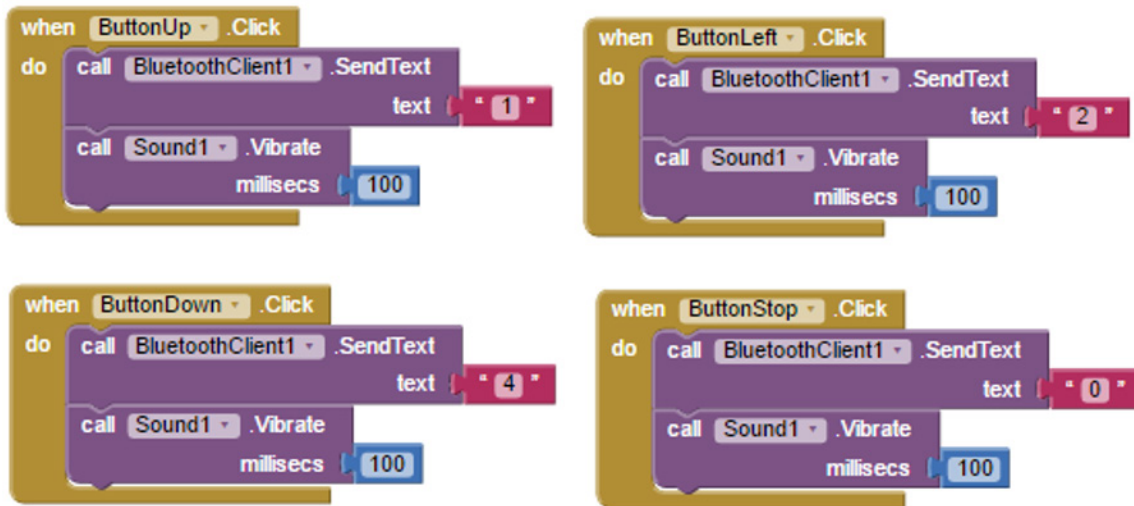 when ButtonUp .Click
do call BluetoothClient1 .SendText
text " 1 "
call Sound1 .Vibrate
millisecs 100
when ButtonLeft .Click
do call BluetoothClient1 .SendText
text " 2 "
call Sound1 .Vibrate
millisecs 100
when ButtonDown .Click
do call BluetoothClient1 .SendText
text " 4 "
call Sound1 .Vibrate
millisecs 100
when ButtonStop .Click
do call BluetoothClient1 .SendText
text " 0 "
call Sound1 .Vibrate
millisecs 100